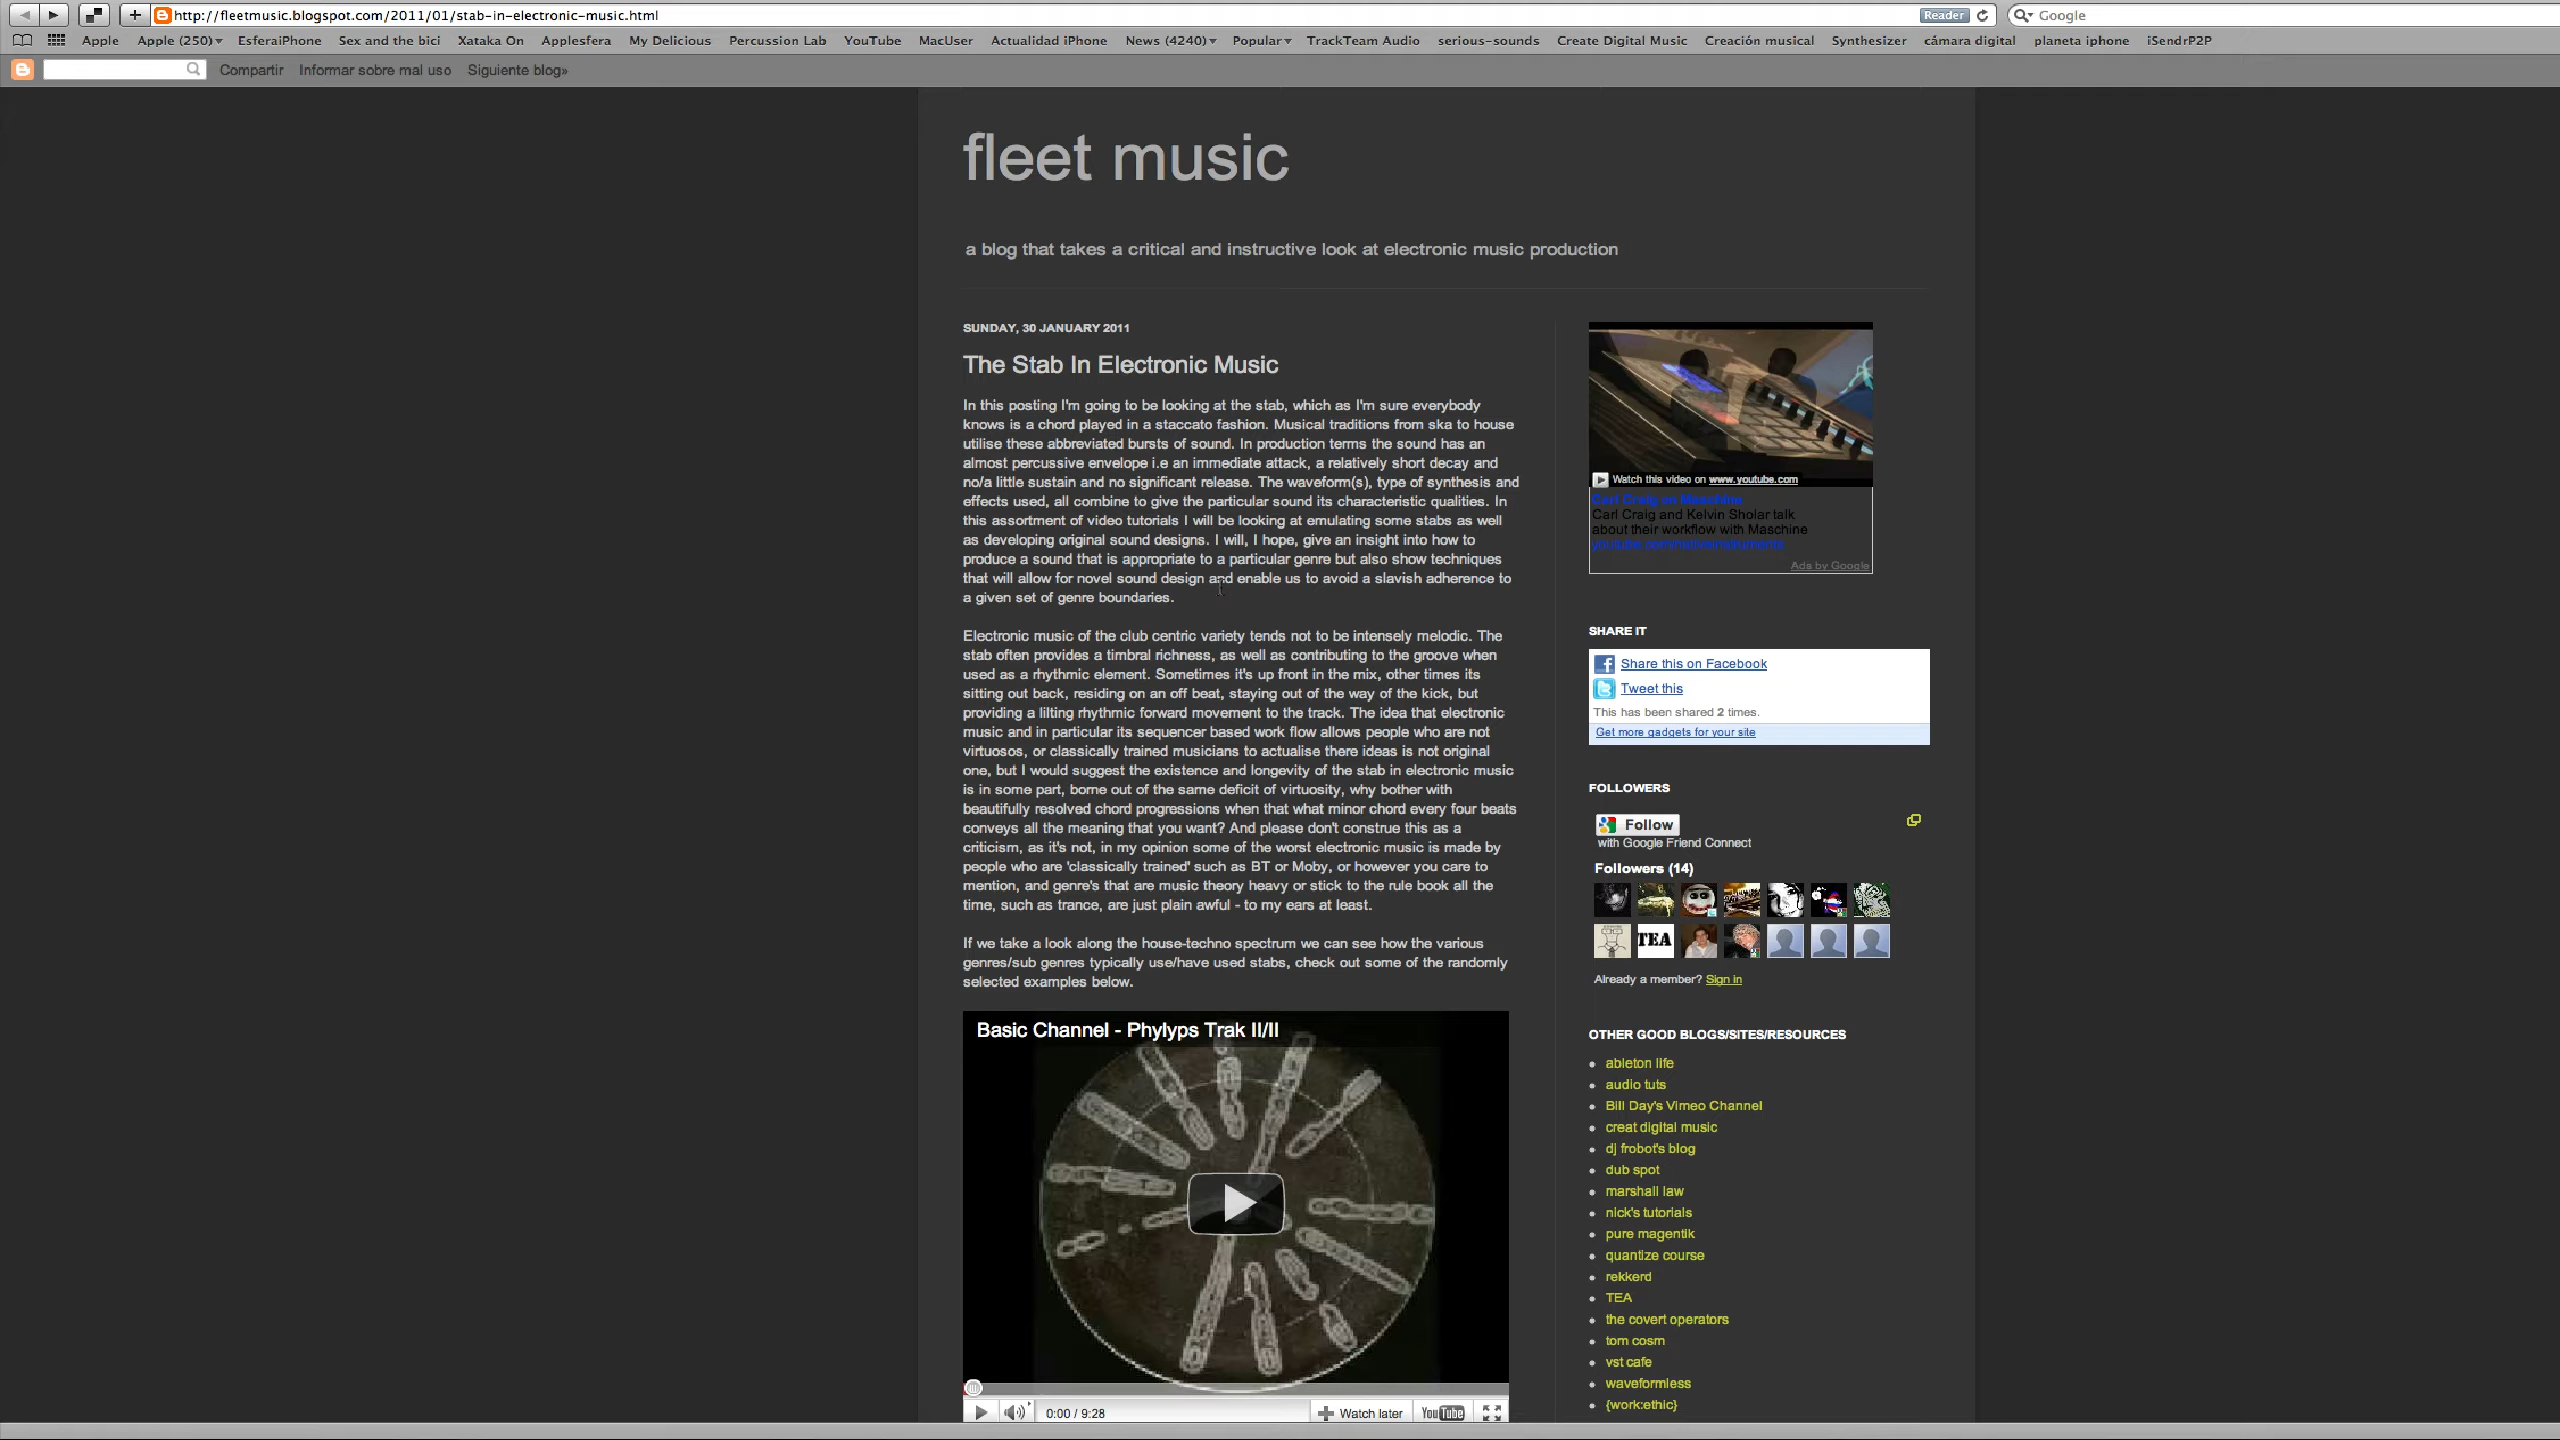 http://fleetmusic.blogspot.com/2011/01/stab-in-electronic-music.html
Reader
Google
Apple
Apple (250)
EsferaiPhone
Sex and the bici
Xataka On
Applesfera
My Delicious
Percussion Lab
YouTube
MacUser
Actualidad iPhone
News (4240)
Popular
TrackTeam Audio
serious-sounds
Create Digital Music
Creación musical
Synthesizer
cámara digital
planeta iphone
iSendrP2P
Compartir
Informar sobre mal uso
Siguiente blog»
fleet music
a blog that takes a critical and instructive look at electronic music production
SUNDAY, 30 JANUARY 2011
The Stab In Electronic Music
In this posting I'm going to be looking at the stab, which as I'm sure everybody
knows is a chord played in a staccato fashion. Musical traditions from ska to house
utilise these abbreviated bursts of sound. In production terms the sound has an
almost percussive envelope i.e an immediate attack, a relatively short decay and
no/a little sustain and no significant release. The waveform(s), type of synthesis and
effects used, all combine to give the particular sound its characteristic qualities. In
this assortment of video tutorials I will be looking at emulating some stabs as well
as developing original sound designs. I will, I hope, give an insight into how to
produce a sound that is appropriate to a particular genre but also show techniques
that will allow for novel sound design and enable us to avoid a slavish adherence to
a given set of genre boundaries.
Electronic music of the club centric variety tends not to be intensely melodic. The
stab often provides a timbral richness, as well as contributing to the groove when
used as a rhythmic element. Sometimes it's up front in the mix, other times its
sitting out back, residing on an off beat, staying out of the way of the kick, but
providing a lilting rhythmic forward movement to the track. The idea that electronic
music and in particular its sequencer based work flow allows people who are not
virtuosos, or classically trained musicians to actualise there ideas is not original
one, but I would suggest the existence and longevity of the stab in electronic music
is in some part, borne out of the same deficit of virtuosity, why bother with
beautifully resolved chord progressions when that what minor chord every four beats
conveys all the meaning that you want? And please don't construe this as a
criticism, as it's not, in my opinion some of the worst electronic music is made by
people who are 'classically trained' such as BT or Moby, or however you care to
mention, and genre's that are music theory heavy or stick to the rule book all the
time, such as trance, are just plain awful - to my ears at least.
If we take a look along the house-techno spectrum we can see how the various
genres/sub genres typically use/have used stabs, check out some of the randomly
selected examples below.
Basic Channel - Phylyps Trak II/II
0:00 / 9:28
Watch later
YouTube
Watch this video on www.youtube.com
Carl Craig on Maschine
Carl Craig and Kelvin Sholar talk
about their workflow with Maschine
youtube.com/nativeinstruments
Ads by Google
SHARE IT
Share this on Facebook
Tweet this
This has been shared 2 times.
Get more gadgets for your site
FOLLOWERS
Follow
with Google Friend Connect
Followers (14)
TEA
Already a member? Sign in
OTHER GOOD BLOGS/SITES/RESOURCES
ableton life
audio tuts
Bill Day's Vimeo Channel
creat digital music
dj frobot's blog
dub spot
marshall law
nick's tutorials
pure magentik
quantize course
rekkerd
TEA
the covert operators
tom cosm
vst cafe
waveformless
{work:ethic}